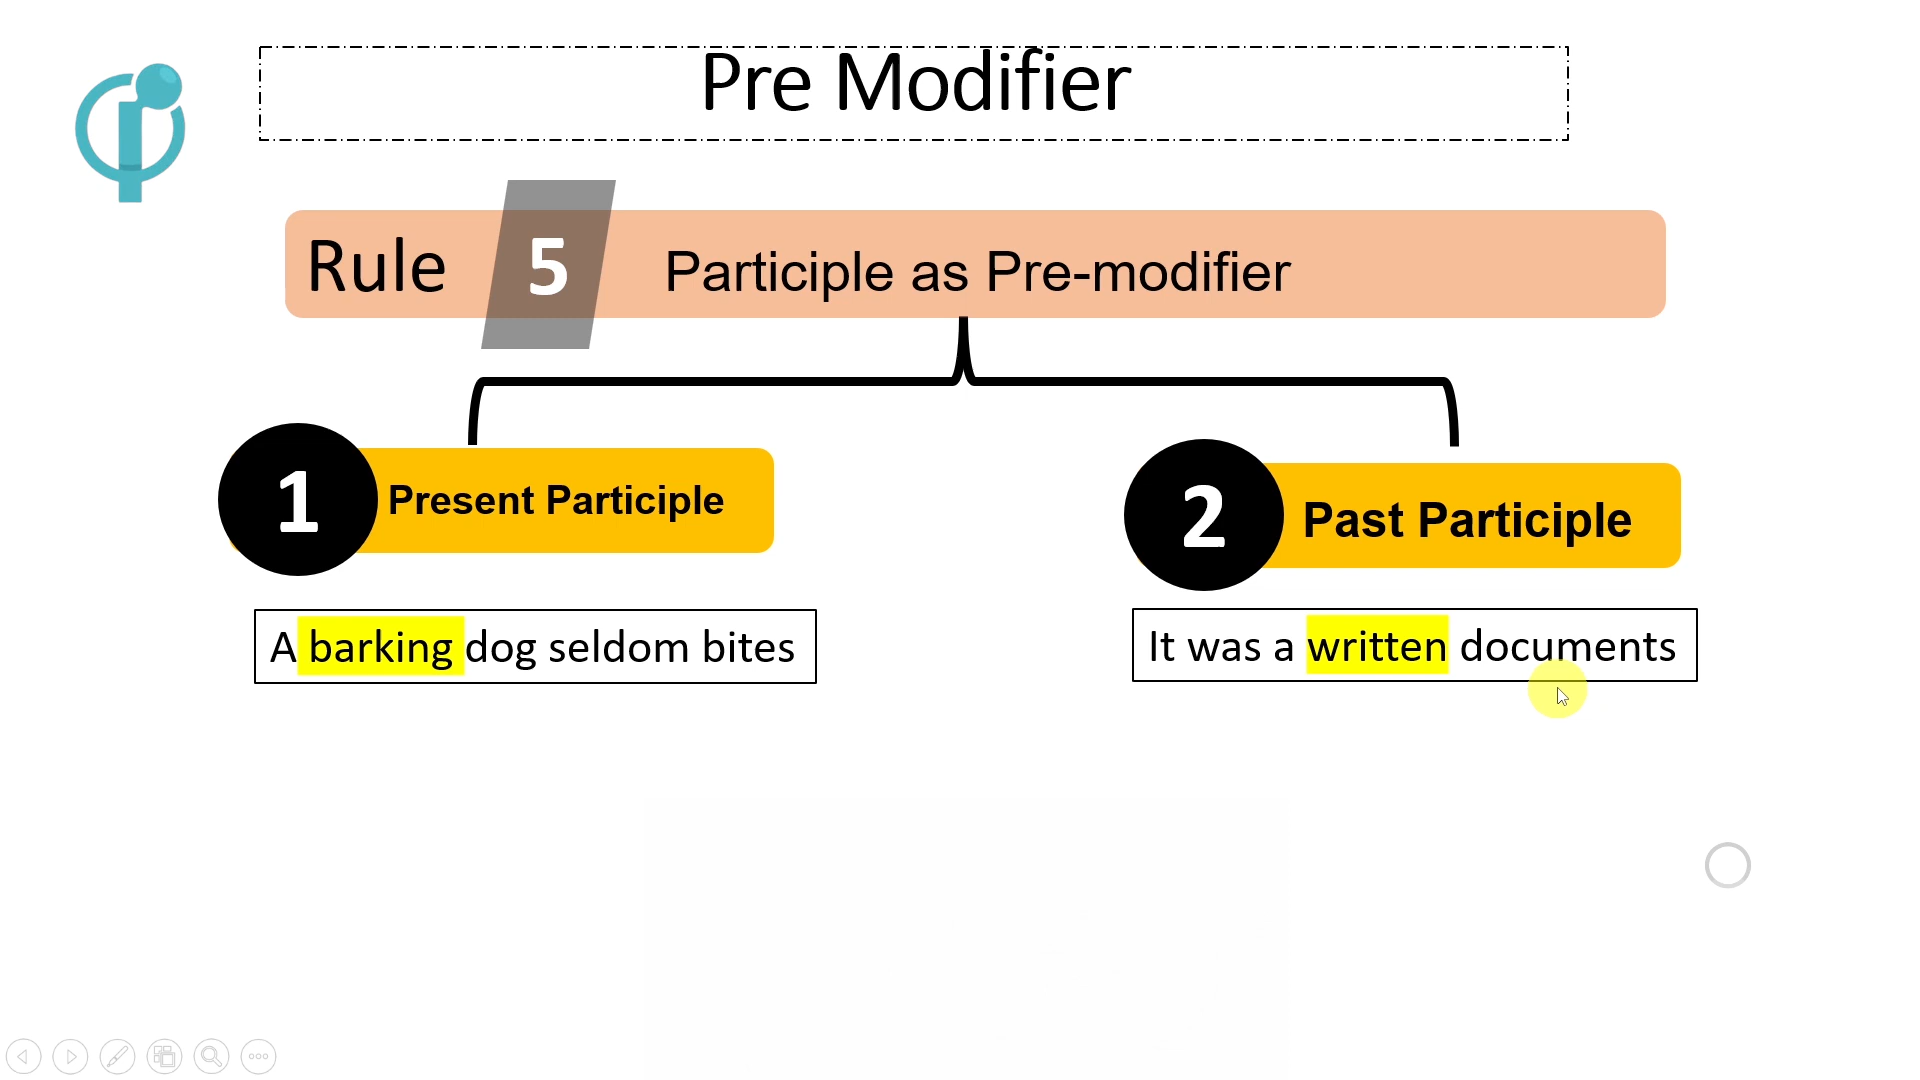 Pre Modifier
Rule 5 Participle as Pre-modifier
1 Present Participle
2 Past Participle
A barking dog seldom bites
It was a written documents